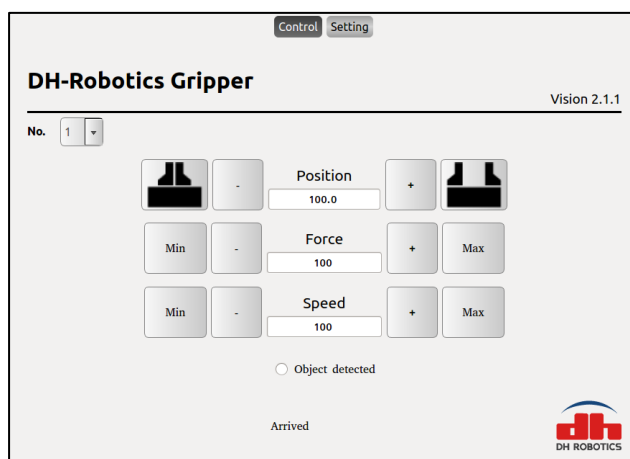 Control Setting
DH-Robotics Gripper
Vision 2.1.1
No. 1
Position
- 100.0 +
Force
Min - 100 + Max
Speed
Min - 100 + Max
Object detected
Arrived
dh
DH ROBOTICS